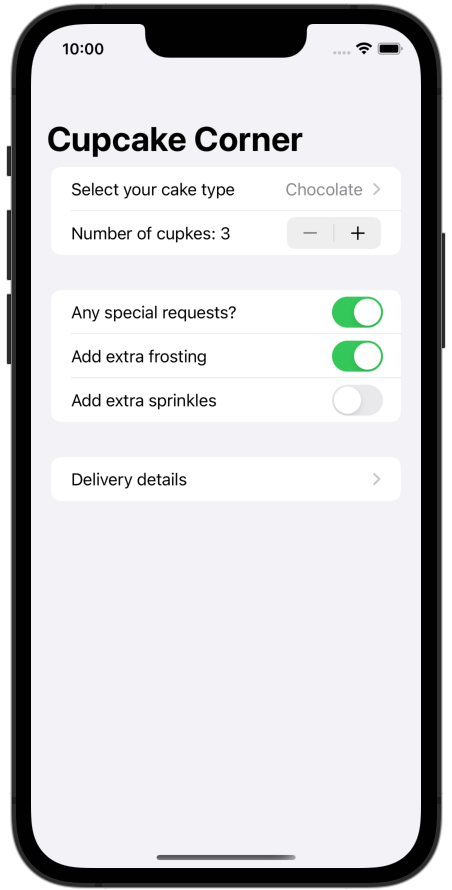 10:00
Cupcake Corner
Select your cake type Chocolate
Number of cupkes: 3
Any special requests?
Add extra frosting
Add extra sprinkles
Delivery details